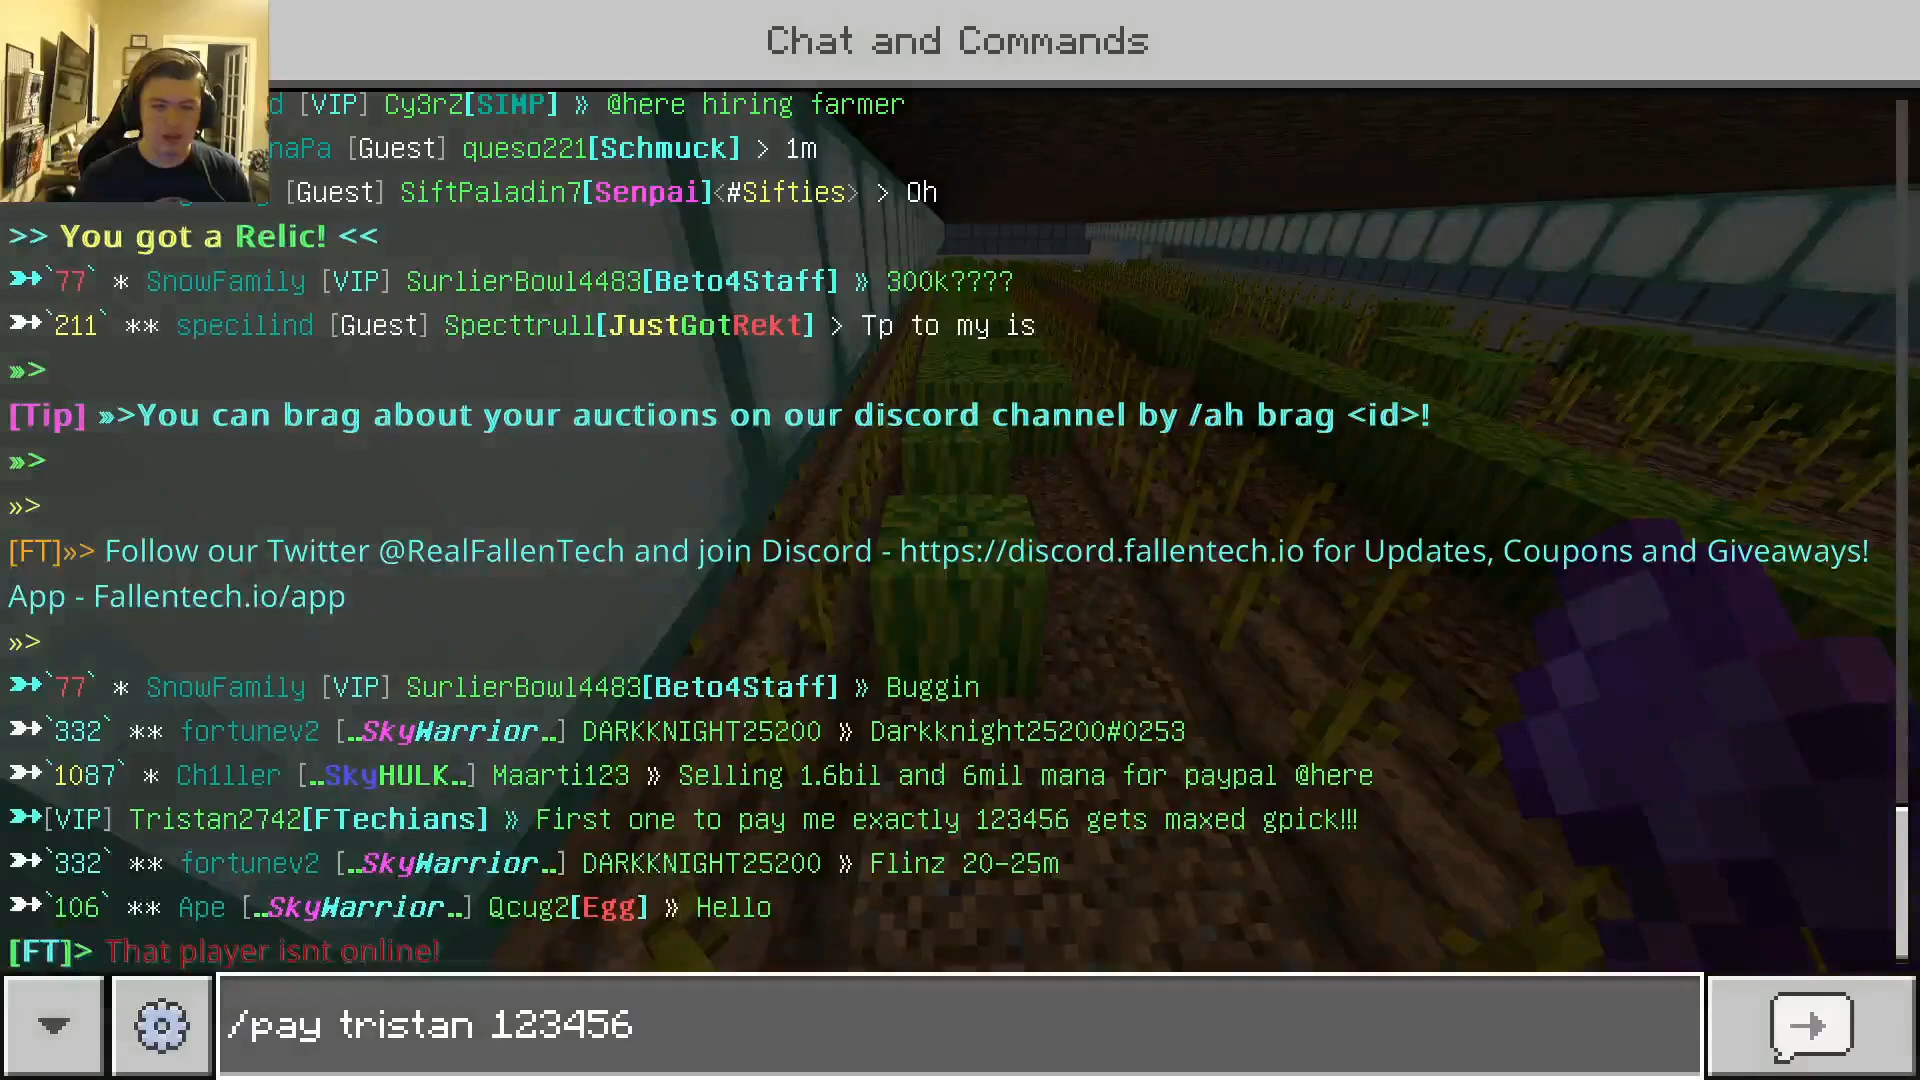 Chat and Commands
d [VIP] Cy3rZ[SIMP] » @here hiring farmer
naPa [Guest] queso221[Schmuck] > 1m
[Guest] SiftPaladin7[Senpai]<#Sifties> > Oh
>> You got a Relic! <<
➳`77` * SnowFamily [VIP] SurlierBowl4483[Beto4Staff] » 300k????
➳`211` ** specilind [Guest] Specttrull[JustGotRekt] > Tp to my is
»>
[Tip] »>You can brag about your auctions on our discord channel by /ah brag <id>!
»>
»>
[FT]»> Follow our Twitter @RealFallenTech and join Discord - https://discord.fallentech.io for Updates, Coupons and Giveaways!
App - Fallentech.io/app
»>
➳`77` * SnowFamily [VIP] SurlierBowl4483[Beto4Staff] » Buggin
➳`332` ** fortunev2 [..SkyWarrior..] DARKKNIGHT25200 » Darkknight25200#0253
➳`1087` * Ch1ller [..SkyHULK..] Maarti123 » Selling 1.6bil and 6mil mana for paypal @here
➳[VIP] Tristan2742[FTechians] » First one to pay me exactly 123456 gets maxed gpick!!!
➳`332` ** fortunev2 [..SkyWarrior..] DARKKNIGHT25200 » Flinz 20-25m
➳`106` ** Ape [..SkyWarrior..] Qcug2[Egg] » Hello
[FT]> That player isnt online!
/pay tristan 123456